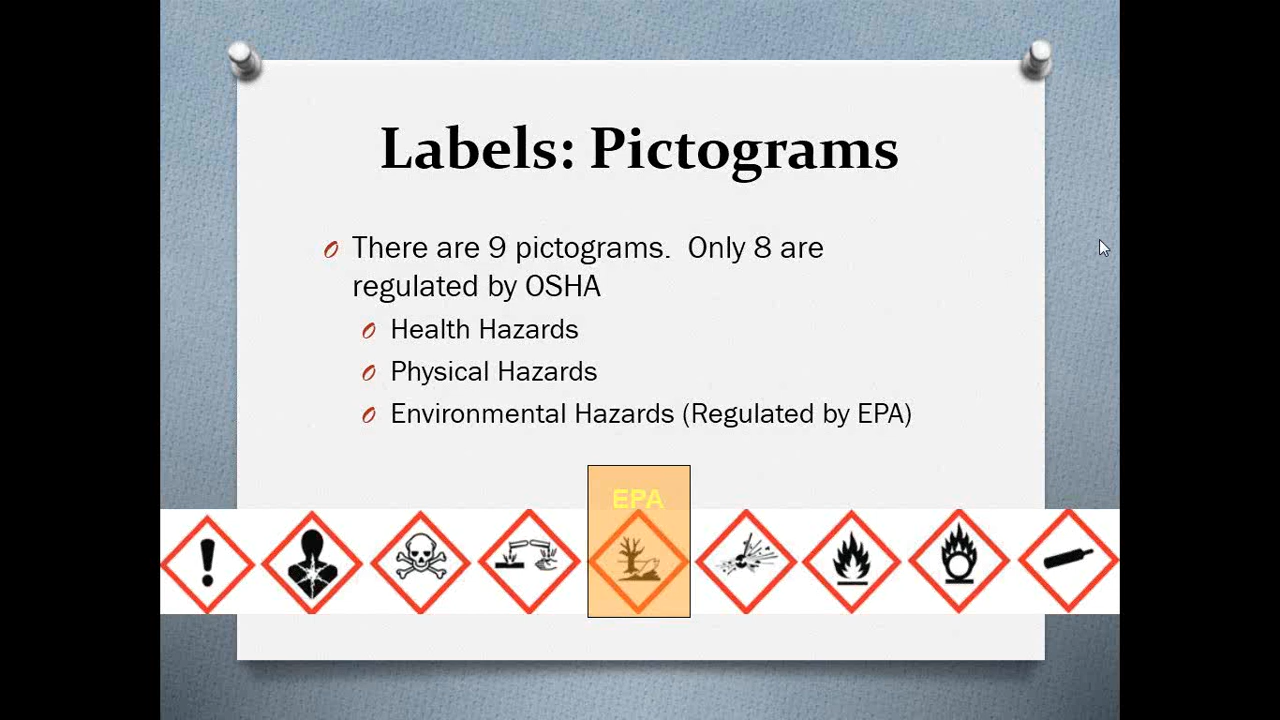 Labels: Pictograms
There are 9 pictograms.  Only 8 are
regulated by OSHA
Health Hazards
Physical Hazards
Environmental Hazards (Regulated by EPA)
EPA